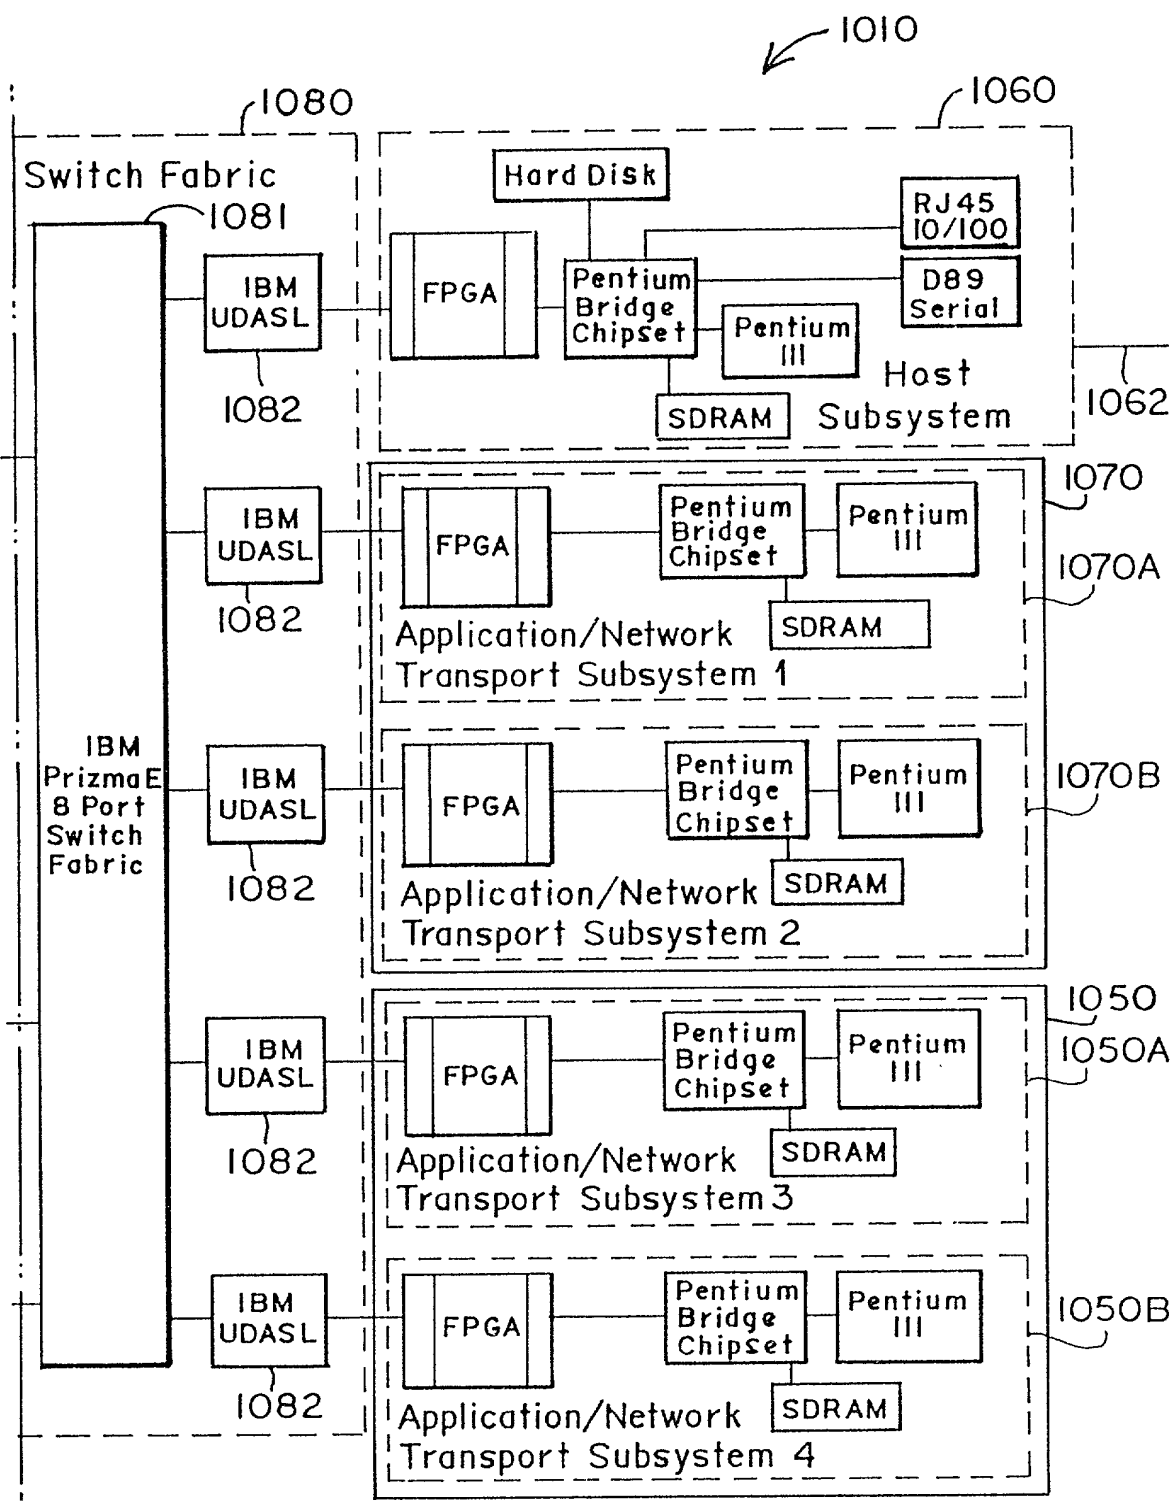 1010
1080
1060
Switch Fabric
1081
Hard Disk
RJ45
10/100
IBM
UDASL
FPGA
Pentium
Bridge
Chipset
D89
Serial
Pentium
III
1082
SDRAM
Host
Subsystem
1062
1070
IBM
UDASL
FPGA
Pentium
Bridge
Chipset
Pentium
III
1070A
1082
SDRAM
Application/Network
Transport Subsystem 1
IBM
PrizmaE
8 Port
Switch
Fabric
IBM
UDASL
FPGA
Pentium
Bridge
Chipset
Pentium
III
1070B
1082
SDRAM
Application/Network
Transport Subsystem 2
1050
IBM
UDASL
FPGA
Pentium
Bridge
Chipset
Pentium
III
1050A
1082
SDRAM
Application/Network
Transport Subsystem 3
IBM
UDASL
FPGA
Pentium
Bridge
Chipset
Pentium
III
1050B
1082
SDRAM
Application/Network
Transport Subsystem 4